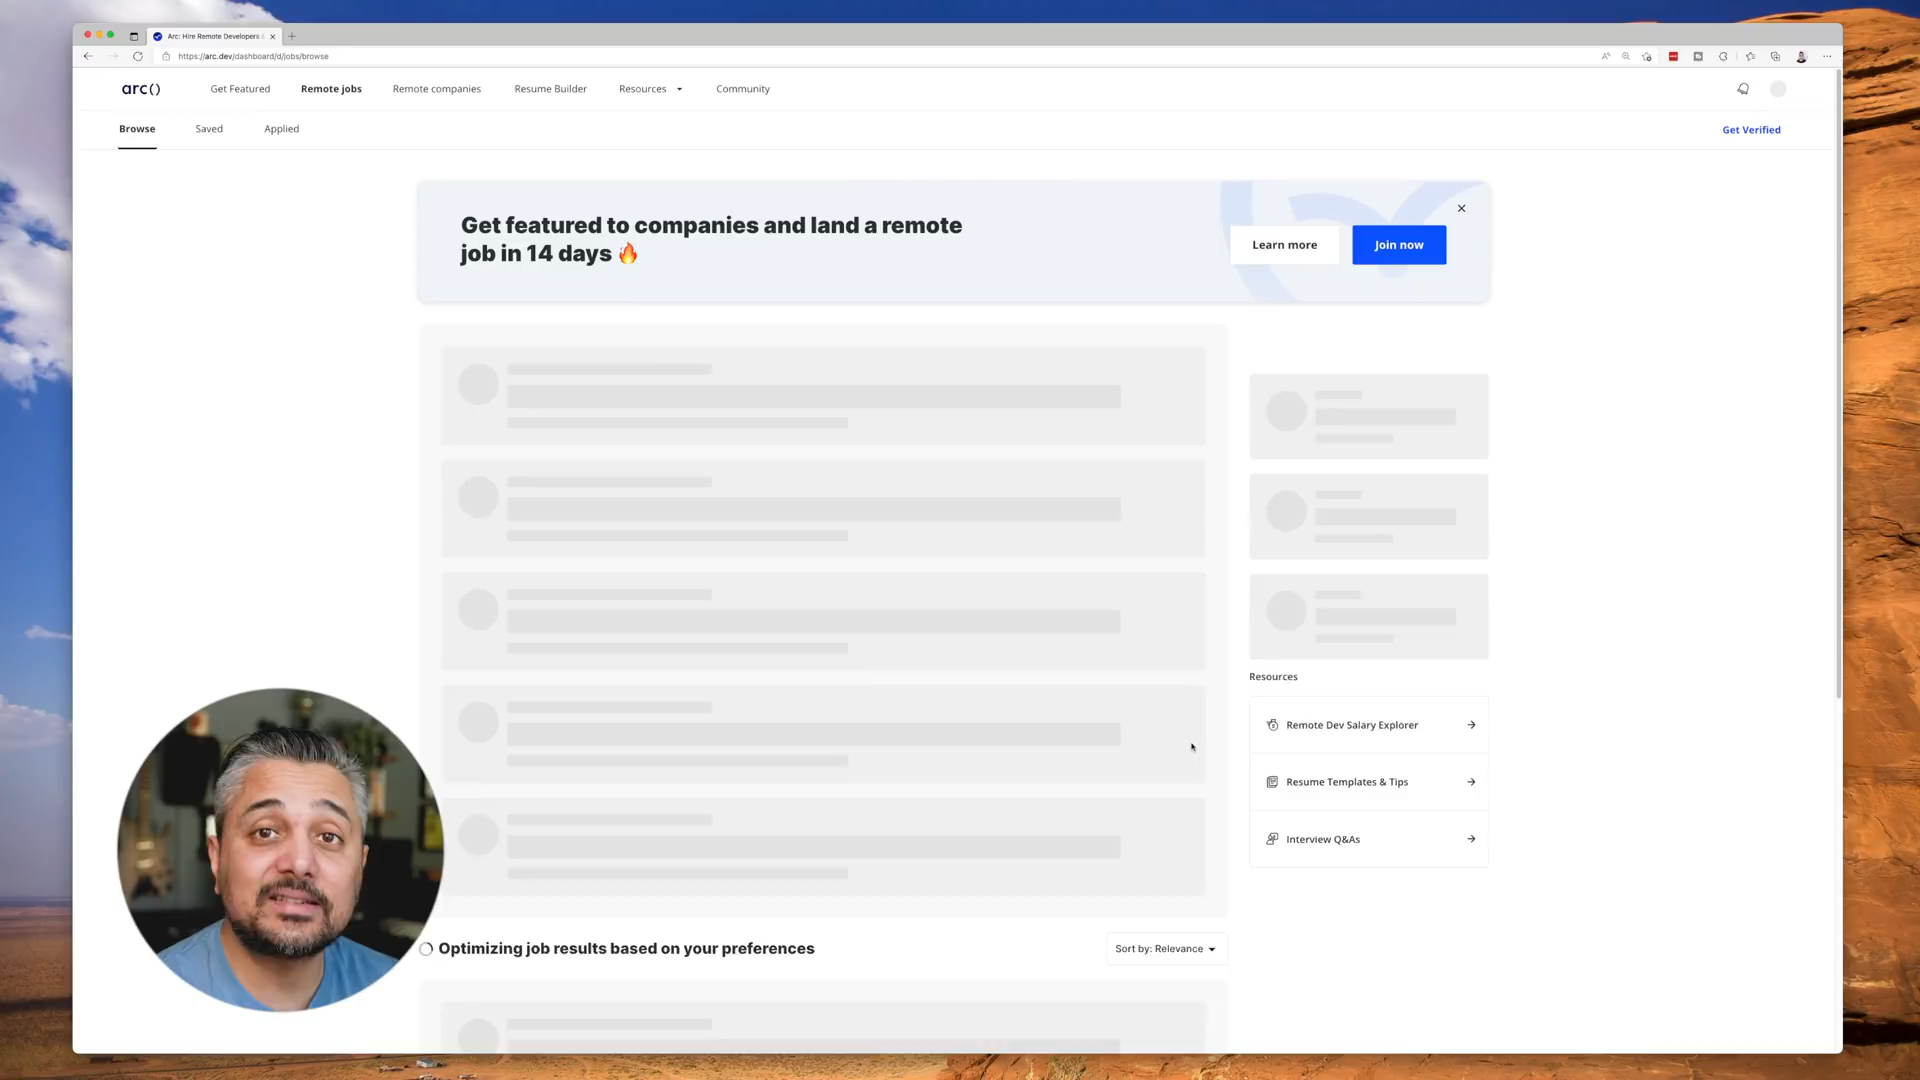 Arc: Hire Remote Developers
https://arc.dev/dashboard/d/jobs/browse
arc()
Get Featured
Remote jobs
Remote companies
Resume Builder
Resources
Community
Browse
Saved
Applied
Get Verified
Get featured to companies and land a remote
job in 14 days 🔥
Learn more
Join now
Resources
Remote Dev Salary Explorer
Resume Templates & Tips
Interview Q&As
Optimizing job results based on your preferences
Sort by: Relevance